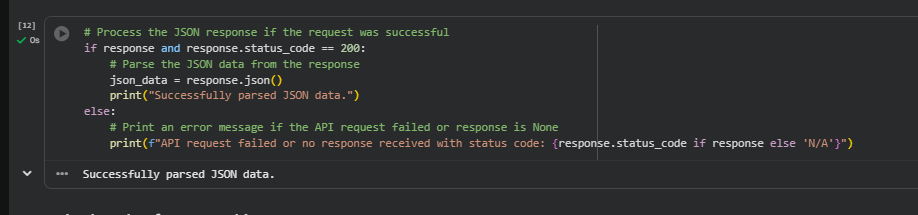 [12]
0s
# Process the JSON response if the request was successful
if response and response.status_code == 200:
    # Parse the JSON data from the response
    json_data = response.json()
    print("Successfully parsed JSON data.")
else:
    # Print an error message if the API request failed or response is None
    print(f"API request failed or no response received with status code: {response.status_code if response else 'N/A'}")
Successfully parsed JSON data.